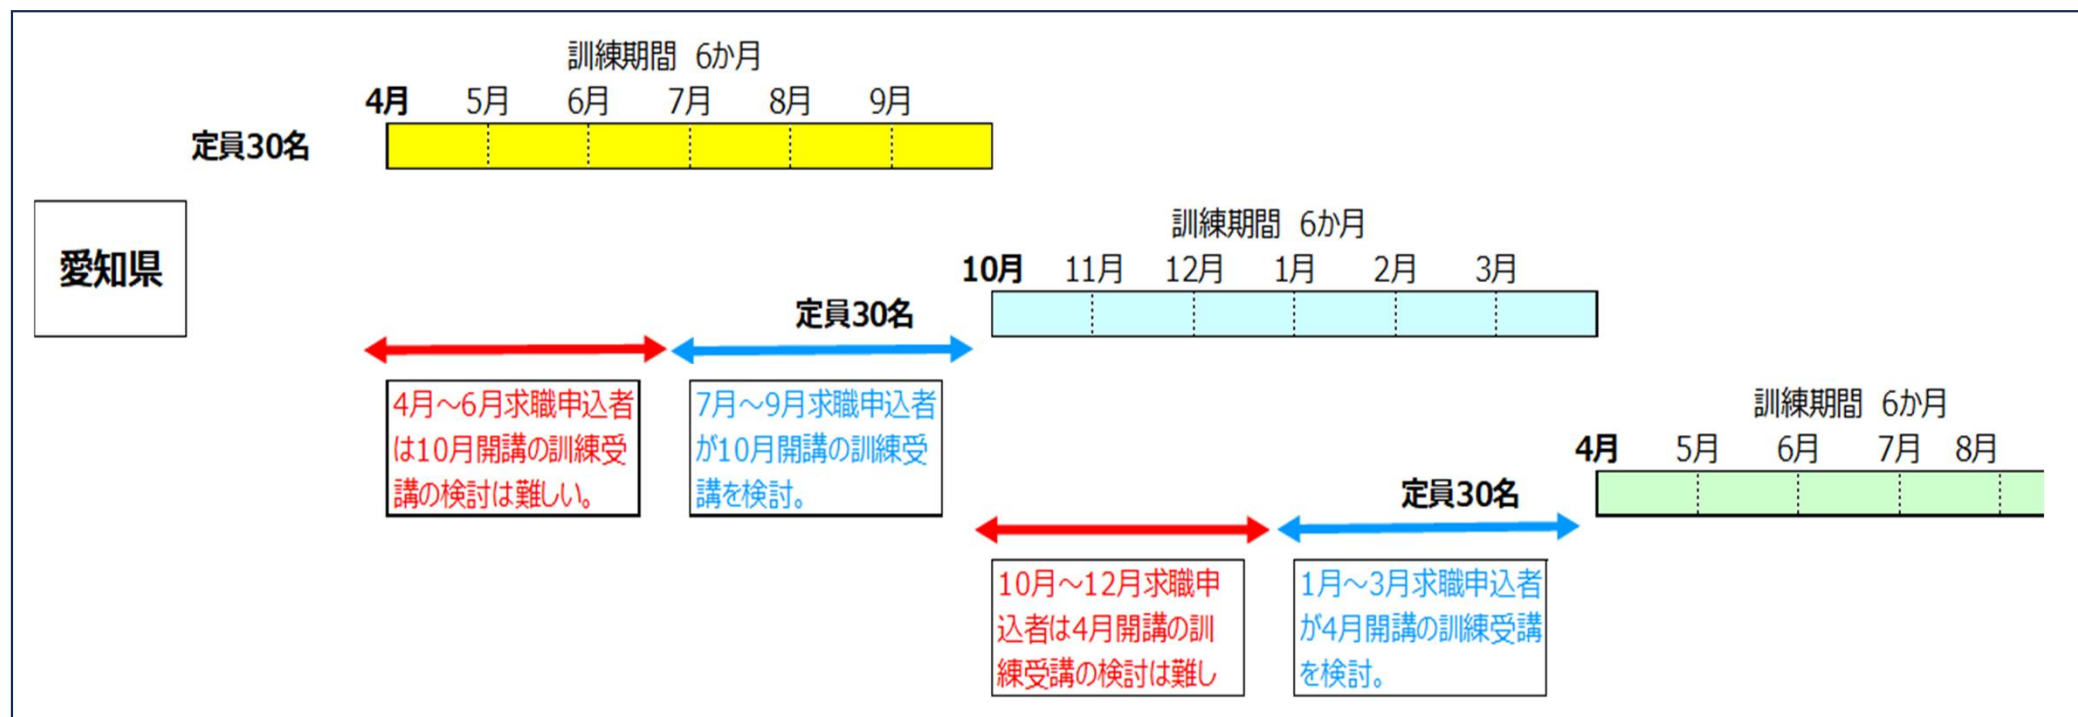 訓練期間 6か月
4月 5月 6月 7月 8月 9月
定員30名
愛知県
訓練期間 6か月
10月 11月 12月 1月 2月 3月
定員30名
4月～6月求職申込者
は10月開講の訓練受
講の検討は難しい。
7月～9月求職申込者
が10月開講の訓練受
講を検討。
訓練期間 6か月
4月 5月 6月 7月 8月
定員30名
10月～12月求職申
込者は4月開講の訓
練受講の検討は難し
1月～3月求職申込者
が4月開講の訓練受講
を検討。